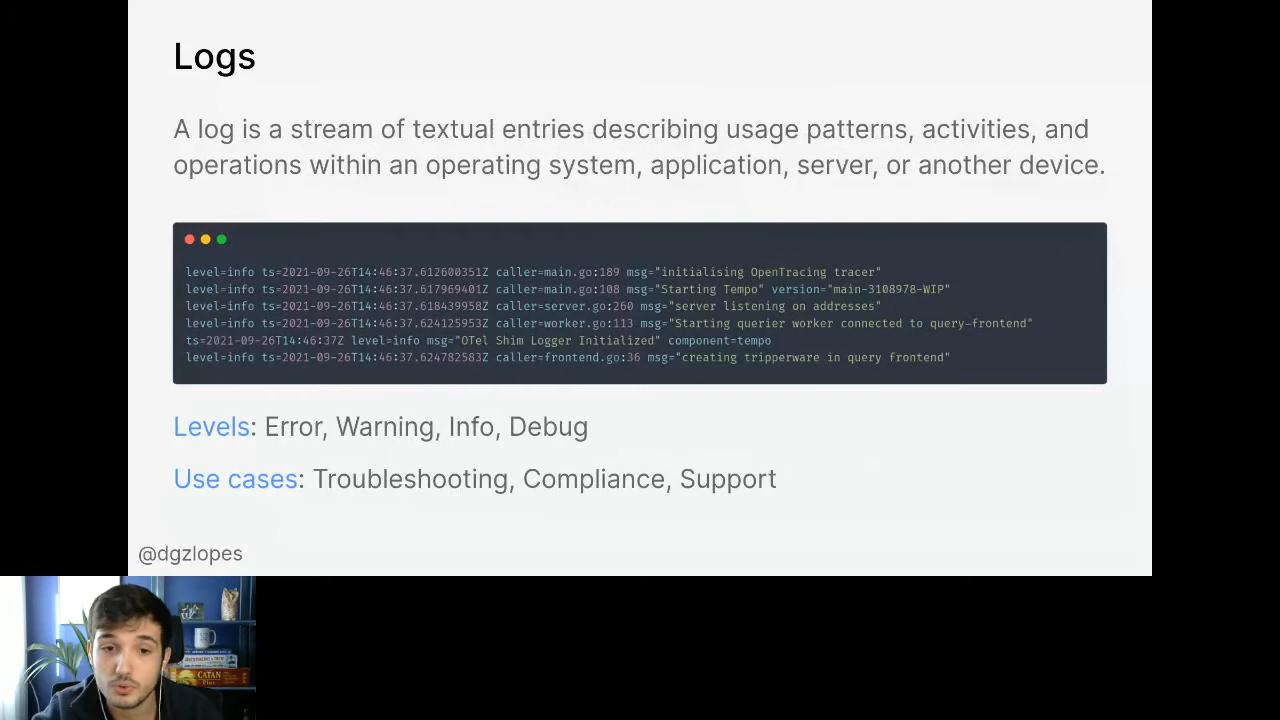 Logs
A log is a stream of textual entries describing usage patterns, activities, and
operations within an operating system, application, server, or another device.
level=info ts=2021-09-26T14:46:37.612600351Z caller=main.go:189 msg="initialising OpenTracing tracer"
level=info ts=2021-09-26T14:46:37.617969401Z caller=main.go:108 msg="Starting Tempo" version="main-3108978-WIP"
level=info ts=2021-09-26T14:46:37.618439958Z caller=server.go:260 msg="server listening on addresses"
level=info ts=2021-09-26T14:46:37.624125953Z caller=worker.go:113 msg="Starting querier worker connected to query-frontend"
ts=2021-09-26T14:46:37Z level=info msg="OTel Shim Logger Initialized" component=tempo
level=info ts=2021-09-26T14:46:37.624782583Z caller=frontend.go:36 msg="creating tripperware in query frontend"
Levels: Error, Warning, Info, Debug
Use cases: Troubleshooting, Compliance, Support
@dgzlopes
CATAN